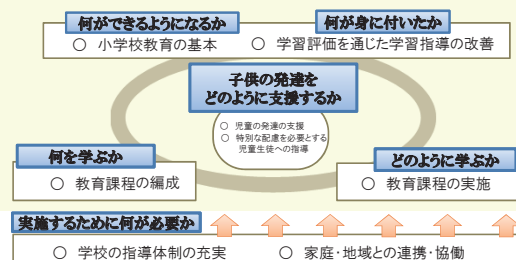 何ができるようになるか
何が身に付いたか
○ 小学校教育の基本
○ 学習評価を通じた学習指導の改善
子供の発達を
どのように支援するか
○ 児童の発達の支援
○ 特別な配慮を必要とする
児童生徒への指導
何を学ぶか
どのように学ぶか
○ 教育課程の編成
○ 教育課程の実施
実施するために何が必要か
○ 学校の指導体制の充実
○ 家庭・地域との連携・協働